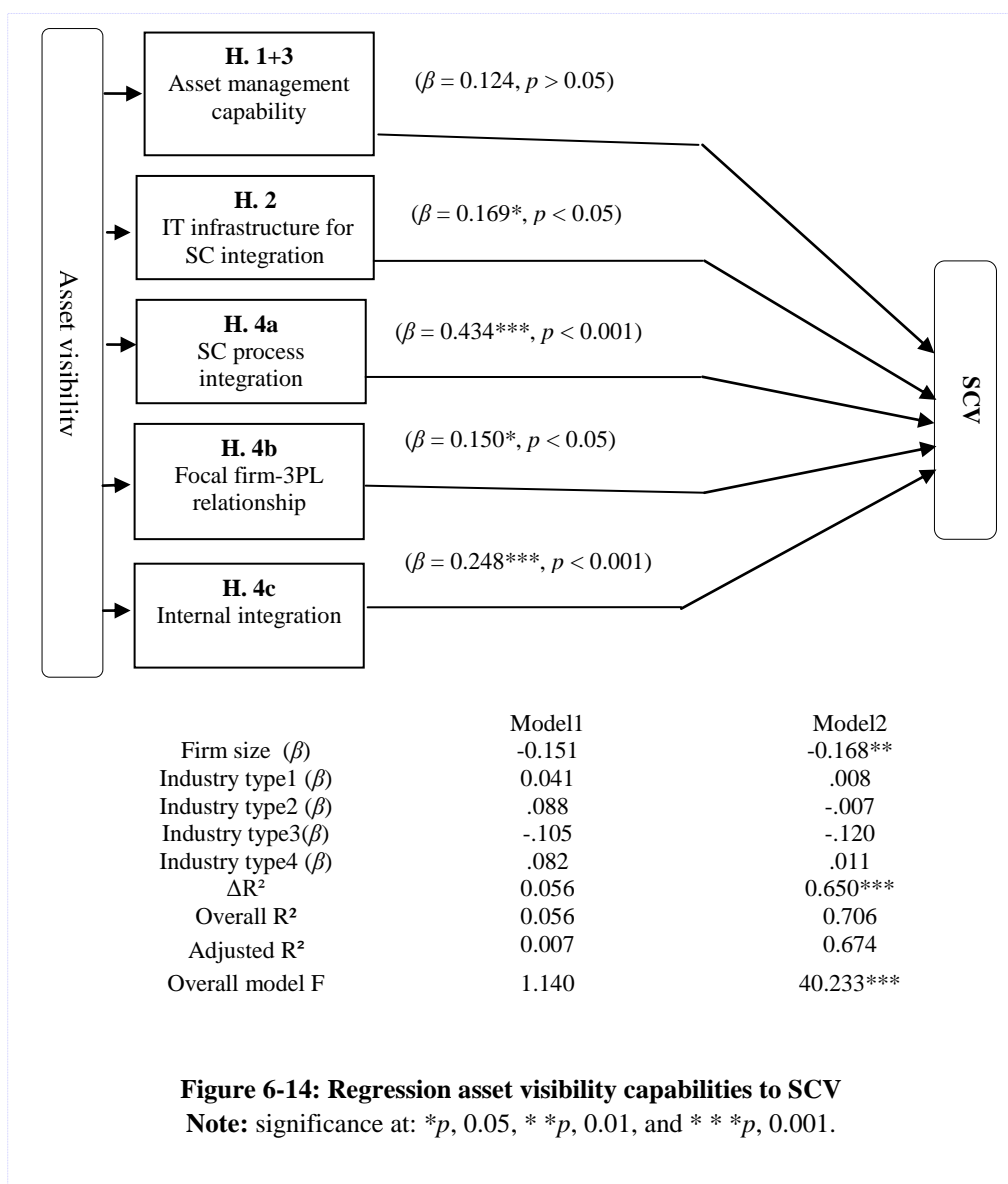 H. 1+3
Asset management
capability
(β = 0.124, p > 0.05)
H. 2
IT infrastructure for
SC integration
(β = 0.169*, p < 0.05)
Asset visibility
H. 4a
SC process
integration
(β = 0.434***, p < 0.001)
SCV
H. 4b
Focal firm-3PL
relationship
(β = 0.150*, p < 0.05)
H. 4c
Internal integration
(β = 0.248***, p < 0.001)
Model1 Model2
Firm size (β) -0.151 -0.168**
Industry type1 (β) 0.041 .008
Industry type2 (β) .088 -.007
Industry type3(β) -.105 -.120
Industry type4 (β) .082 .011
ΔR² 0.056 0.650***
Overall R² 0.056 0.706
Adjusted R² 0.007 0.674
Overall model F 1.140 40.233***
Figure 6-14: Regression asset visibility capabilities to SCV
Note: significance at: *p, 0.05, * *p, 0.01, and * * *p, 0.001.